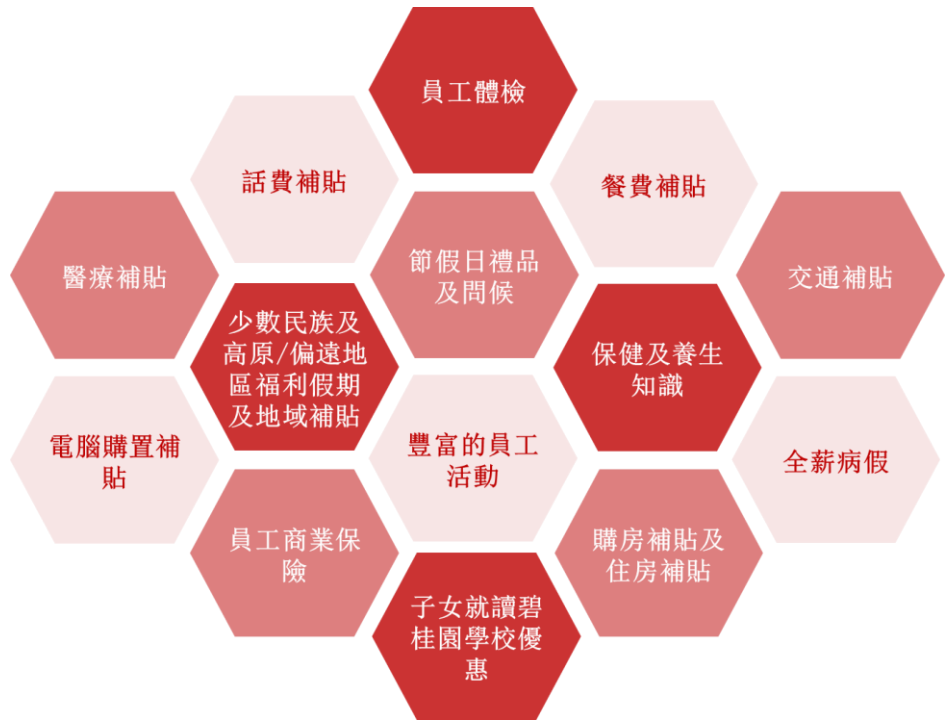 員工體檢
話費補貼
餐費補貼
醫療補貼
節假日禮品
及問候
交通補貼
少數民族及
高原/偏遠地
區福利假期
及地域補貼
保健及養生
知識
電腦購置補
貼
豐富的員工
活動
全薪病假
員工商業保
險
購房補貼及
住房補貼
子女就讀碧
桂園學校優
惠